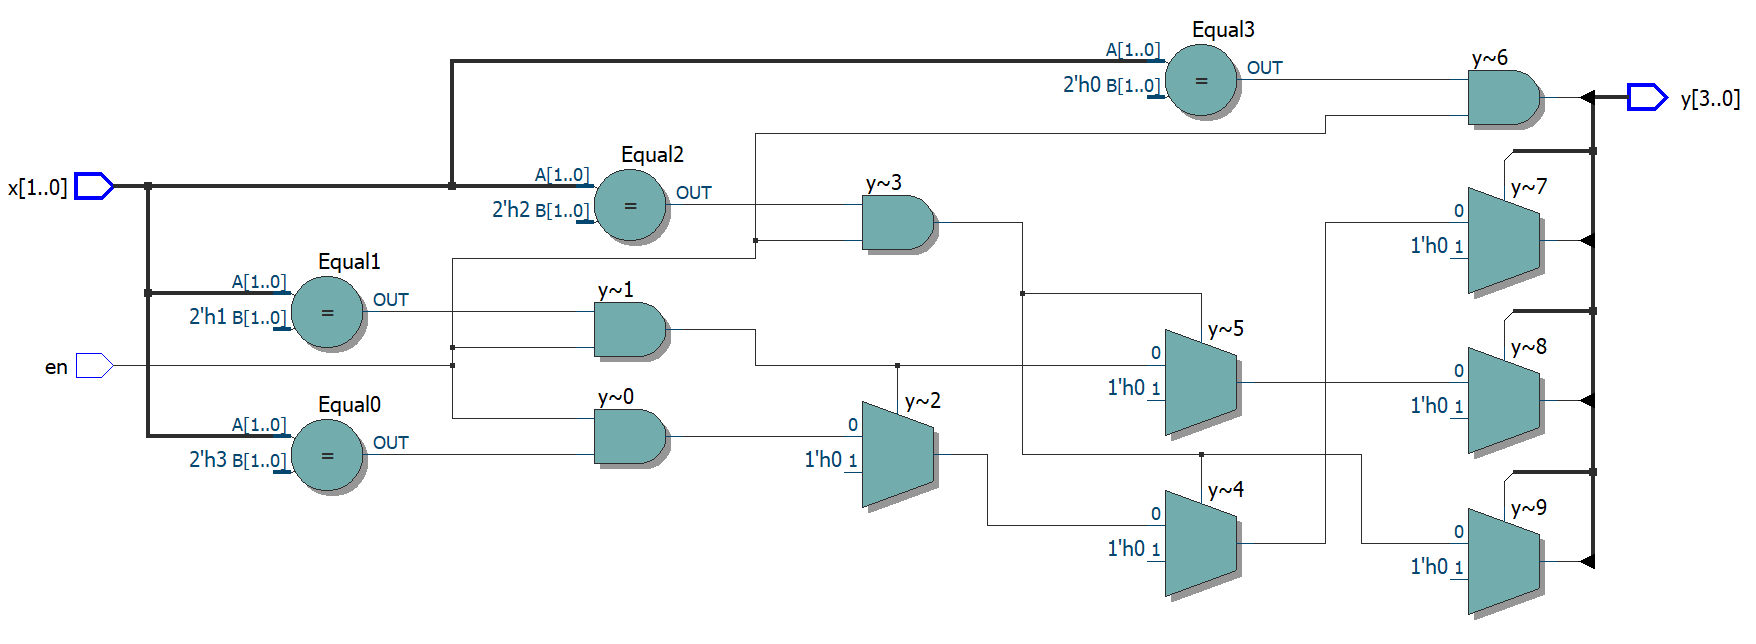 Equal3
A[1..0]
2'h0 B[1..0]
=
OUT
y~6
y[3..0]
x[1..0]
Equal2
A[1..0]
2'h2 B[1..0]
=
OUT
y~3
y~7
0
1'h0 1
Equal1
A[1..0]
2'h1 B[1..0]
=
OUT
y~1
y~5
0
1'h0 1
y~8
0
1'h0 1
en
Equal0
A[1..0]
2'h3 B[1..0]
=
OUT
y~0
y~2
0
1'h0 1
y~4
0
1'h0 1
y~9
0
1'h0 1